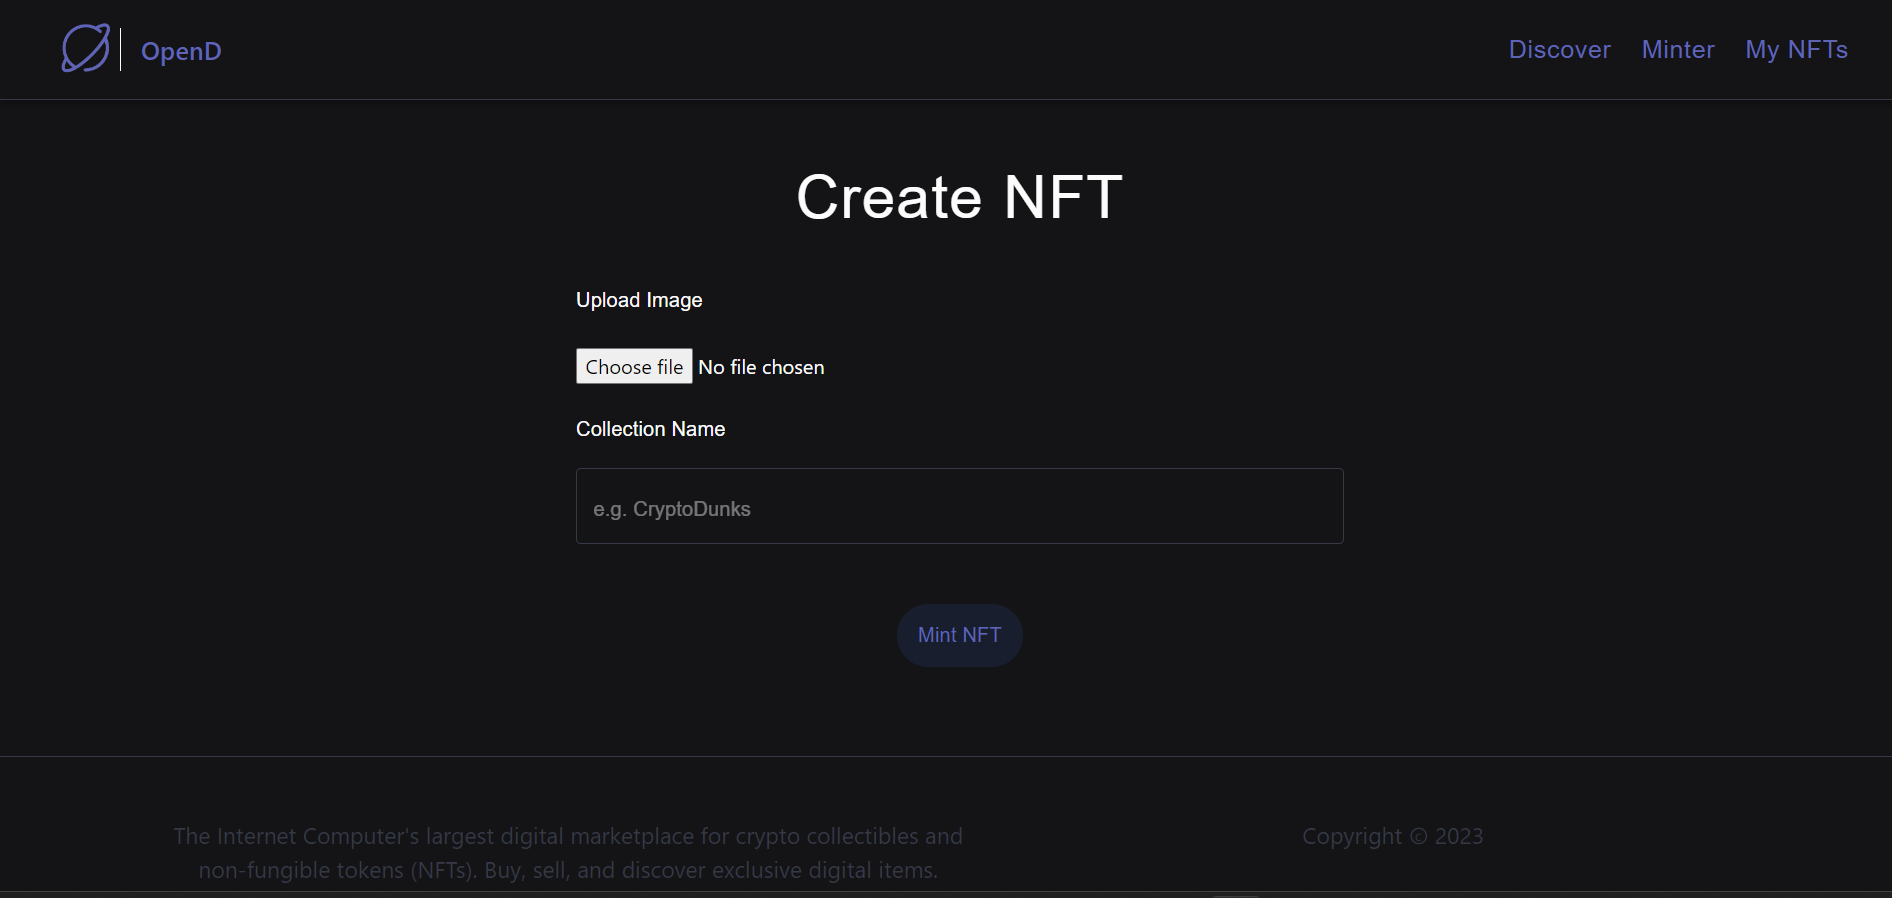 OpenD
Discover Minter My NFTs
Create NFT
Upload Image
Choose file No file chosen
Collection Name
e.g. CryptoDunks
Mint NFT
The Internet Computer's largest digital marketplace for crypto collectibles and
non-fungible tokens (NFTs). Buy, sell, and discover exclusive digital items.
Copyright © 2023